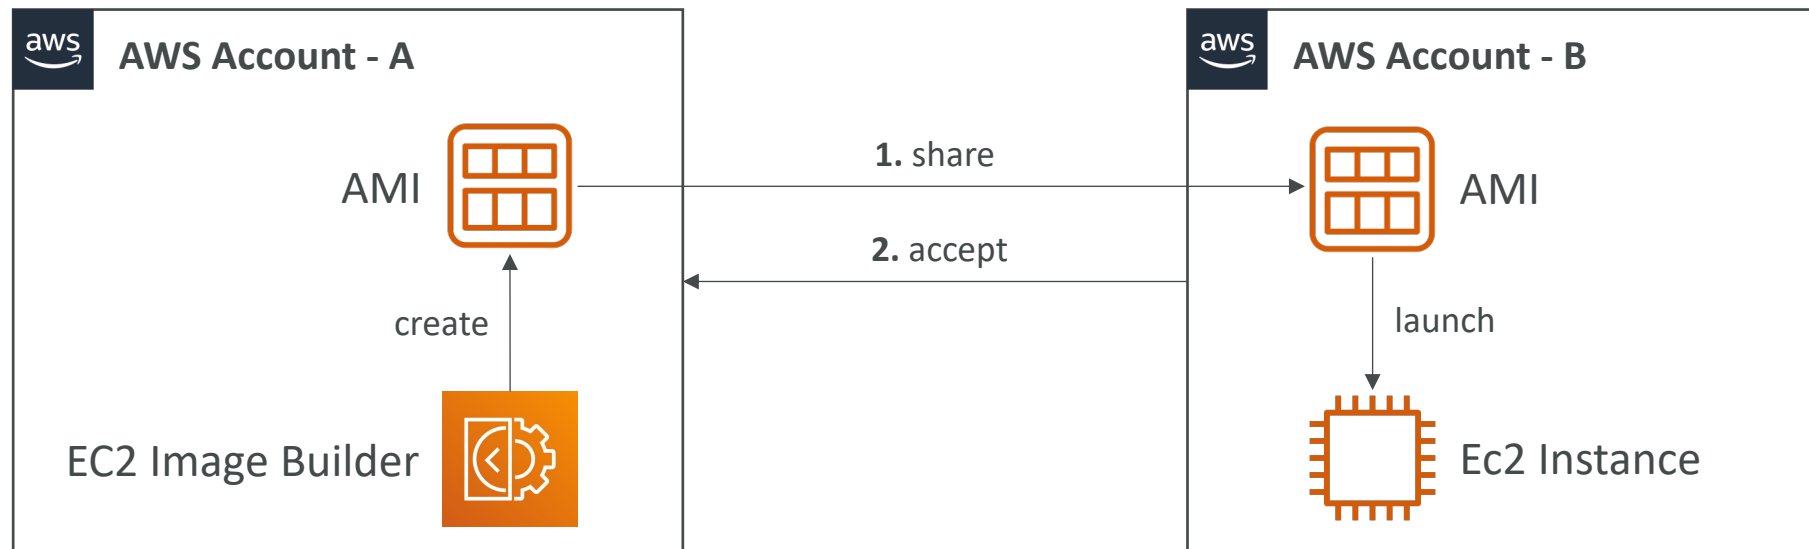 aws
AWS Account - A
aws
AWS Account - B
AMI
1. share
AMI
2. accept
create
launch
EC2 Image Builder
Ec2 Instance